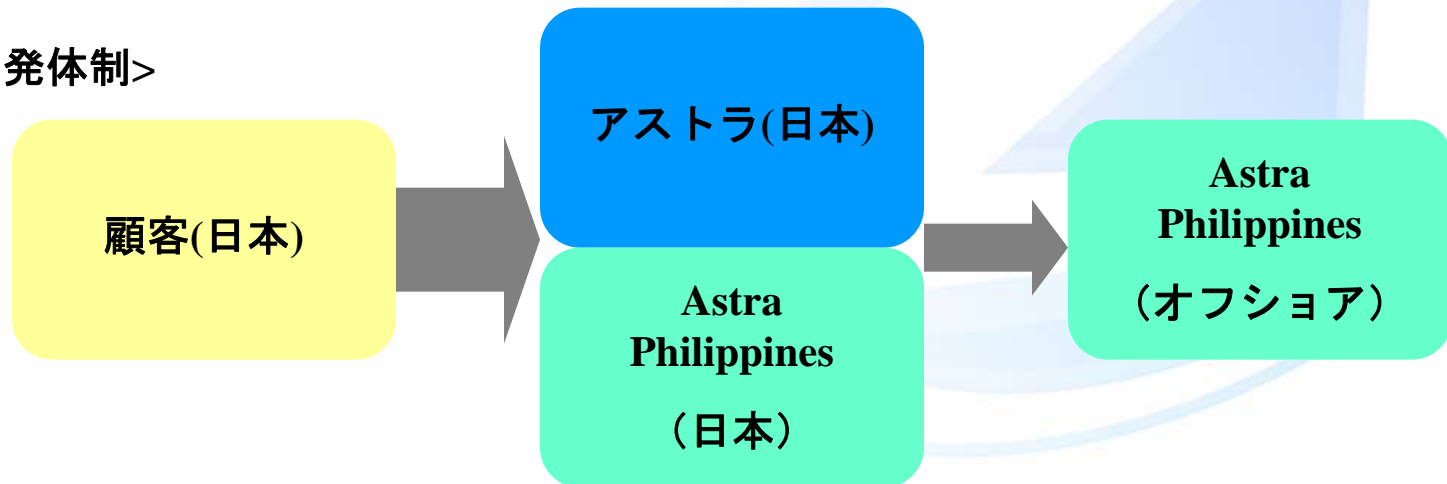 発体制>
顧客(日本)
アストラ(日本)
Astra
Philippines
（日本）
Astra
Philippines
（オフショア）